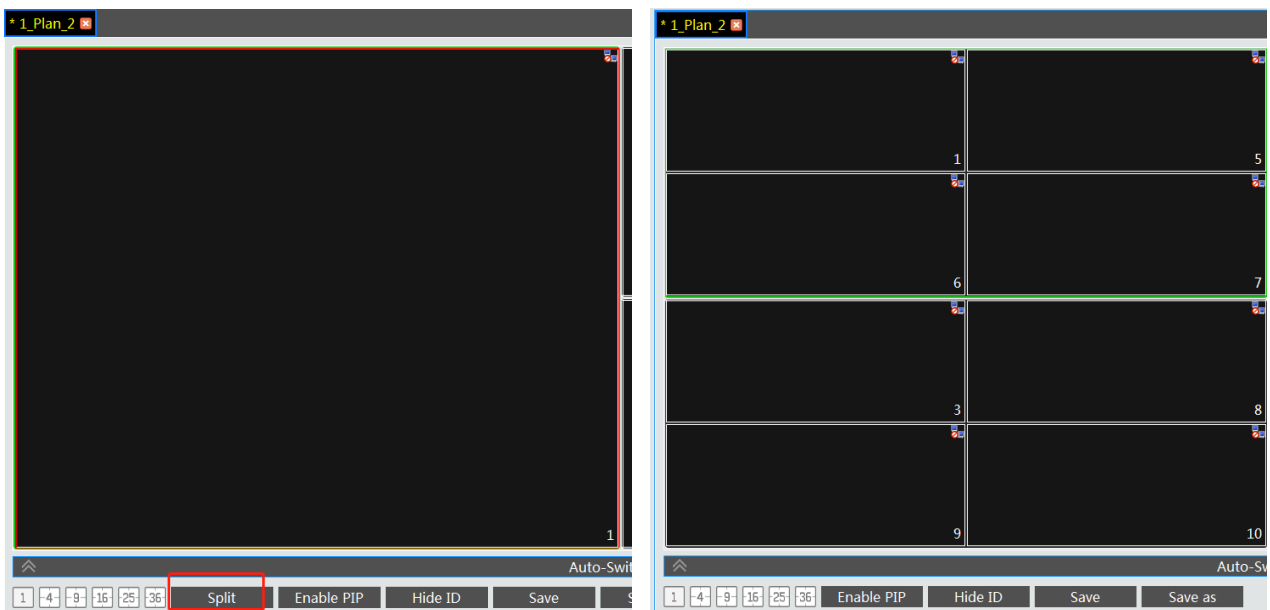 * 1_Plan_2
1
Auto-Swit
1 4 9 16 25 36 Split Enable PIP Hide ID Save S
* 1_Plan_2
1 5
6 7
3 8
9 10
Auto-Sw
1 4 9 16 25 36 Enable PIP Hide ID Save Save as